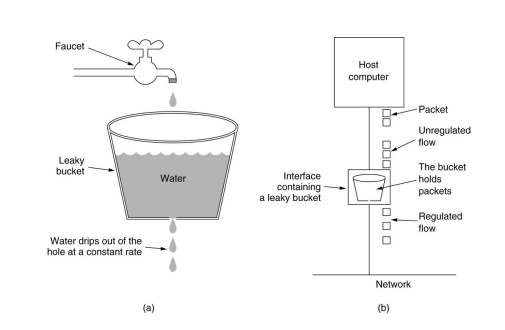 Faucet
Leaky
bucket
Water
Water drips out of the
hole at a constant rate
(a)
Host
computer
Packet
Unregulated
flow
Interface
containing
a leaky bucket
The bucket
holds
packets
Regulated
flow
Network
(b)